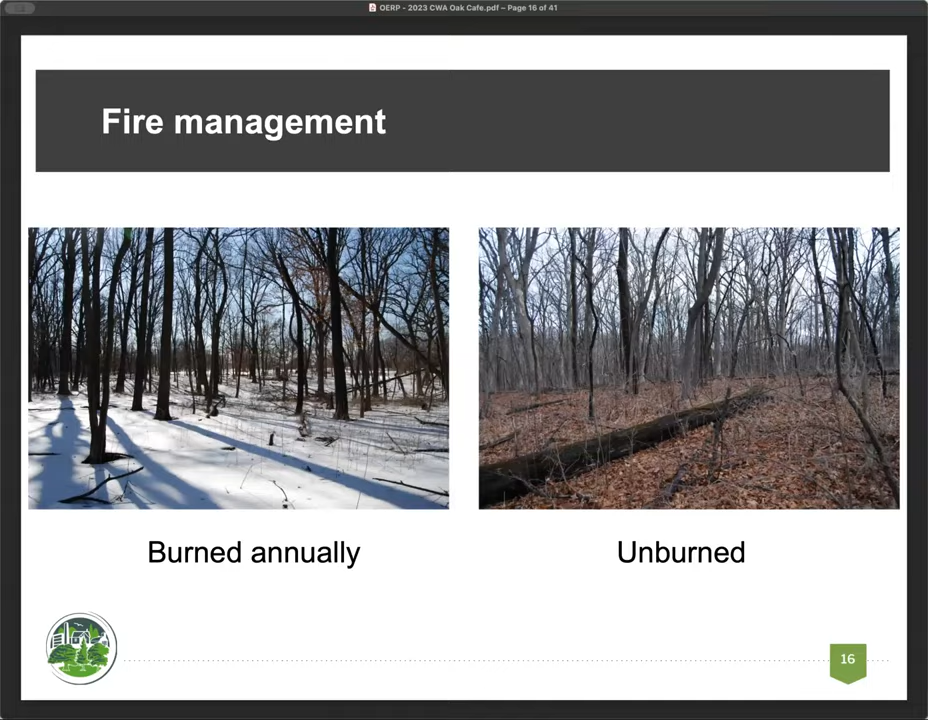 OERP - 2023 CWA Oak Cafe.pdf – Page 16 of 41
Fire management
Burned annually
Unburned
16